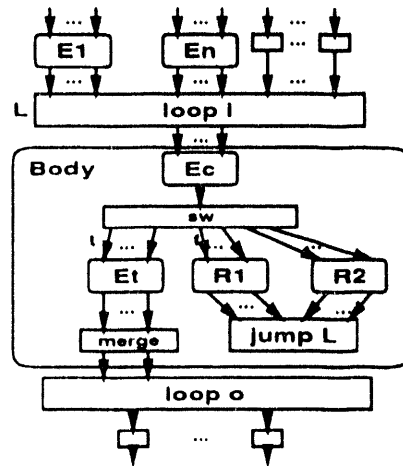 ... ... ... ...
E1 En ... ...
... ...
L loop i
...
Body Ec
sw
t ... f ... ...
Et R1 R2
... ... ...
merge jump L
loop o
...